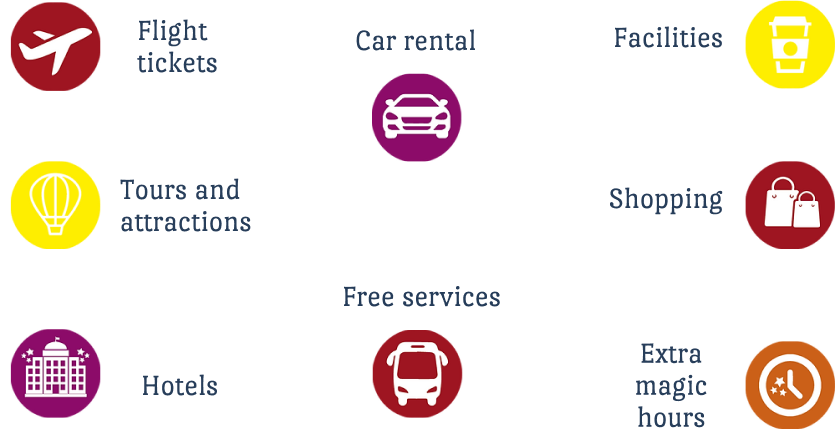 Flight
tickets
Car rental
Facilities
Tours and
attractions
Shopping
Free services
Hotels
Extra
magic
hours